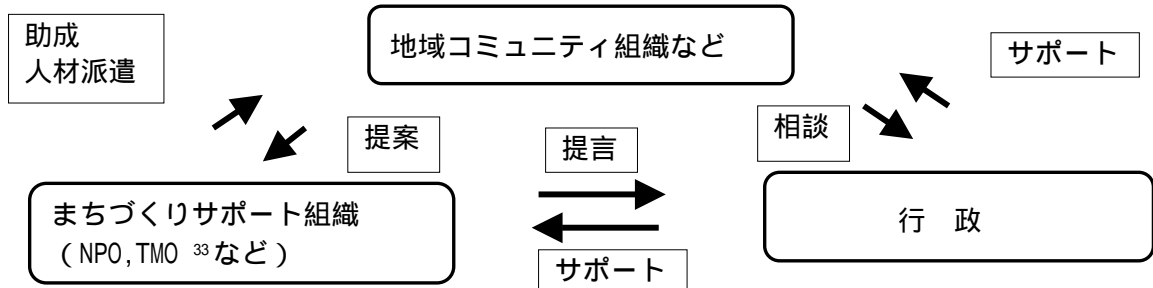 助成
人材派遣
地域コミュニティ組織など
サポート
提案
提言
相談
まちづくりサポート組織
(NPO,TMO 33など)
行 政
サポート